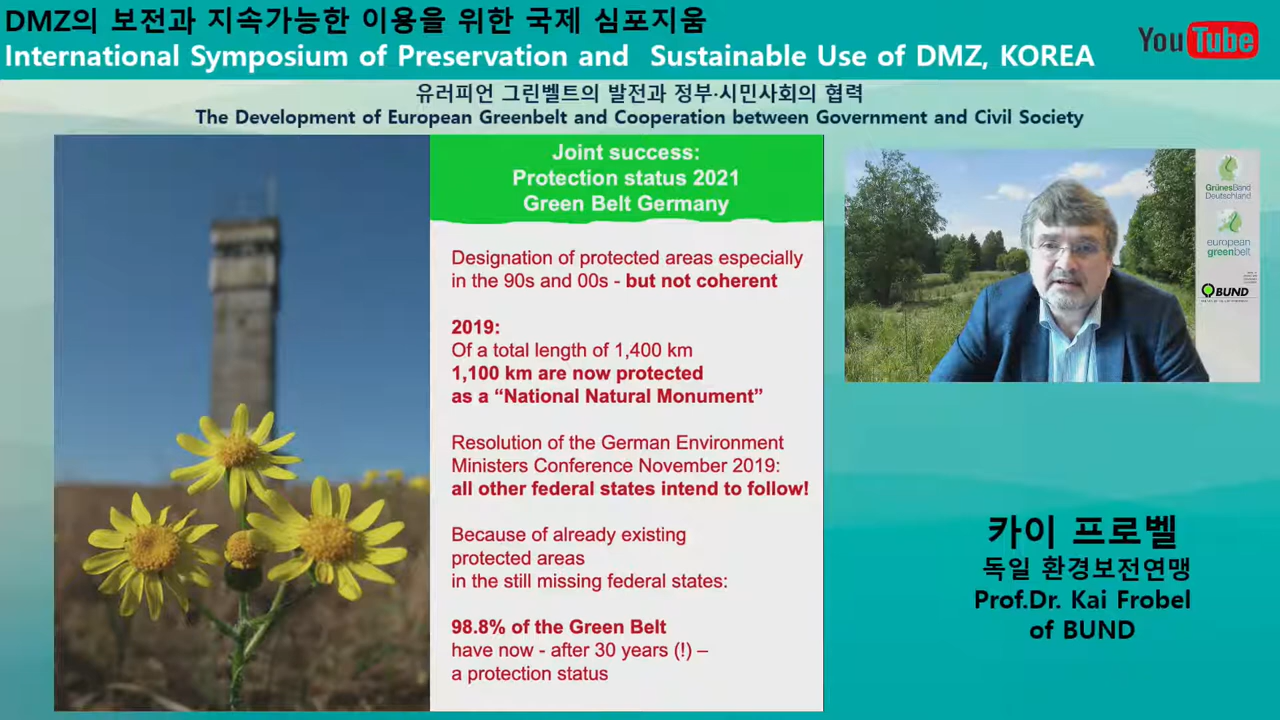 DMZ의 보전과 지속가능한 이용을 위한 국제 심포지움
International Symposium of Preservation and Sustainable Use of DMZ, KOREA
YouTube
유러피언 그린벨트의 발전과 정부·시민사회의 협력
The Development of European Greenbelt and Cooperation between Government and Civil Society
Joint success:
Protection status 2021
Green Belt Germany
Designation of protected areas especially
in the 90s and 00s - but not coherent
2019:
Of a total length of 1,400 km
1,100 km are now protected
as a “National Natural Monument”
Resolution of the German Environment
Ministers Conference November 2019:
all other federal states intend to follow!
Because of already existing
protected areas
in the still missing federal states:
98.8% of the Green Belt
have now - after 30 years (!) –
a protection status
GrünesBand
Deutschland
european
greenbelt
BUND
카이 프로벨
독일 환경보전연맹
Prof.Dr. Kai Frobel
of BUND